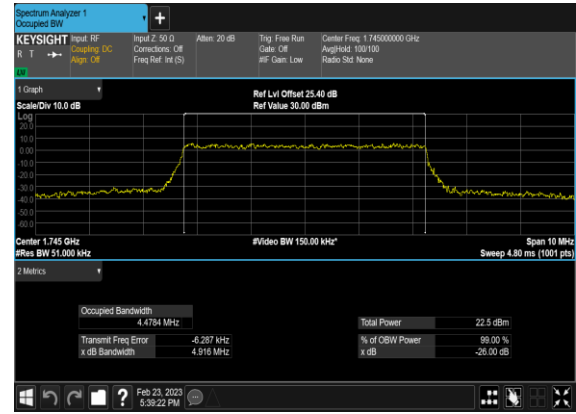 Spectrum Analyzer 1
Occupied BW
+
KEYSIGHT
R T
LW
Input: RF
Coupling: DC
Align: Off
Input Z: 50 Ω
Corrections: Off
Freq Ref: Int (S)
Atten: 20 dB
Trig: Free Run
Gate: Off
#IF Gain: Low
Center Freq: 1.745000000 GHz
Avg|Hold: 100/100
Radio Std: None
1 Graph
Scale/Div 10.0 dB
Ref Lvl Offset 25.40 dB
Ref Value 30.00 dBm
Log
20.0
10.0
0.00
-10.0
-20.0
-30.0
-40.0
-50.0
-60.0
Center 1.745 GHz
#Res BW 51.000 kHz
#Video BW 150.00 kHz*
Span 10 MHz
Sweep 4.80 ms (1001 pts)
2 Metrics
Occupied Bandwidth
4.4784 MHz
Total Power 22.5 dBm
Transmit Freq Error -6.287 kHz
% of OBW Power 99.00 %
x dB Bandwidth 4.916 MHz
x dB -26.00 dB
?
Feb 23, 2023
5:39:22 PM